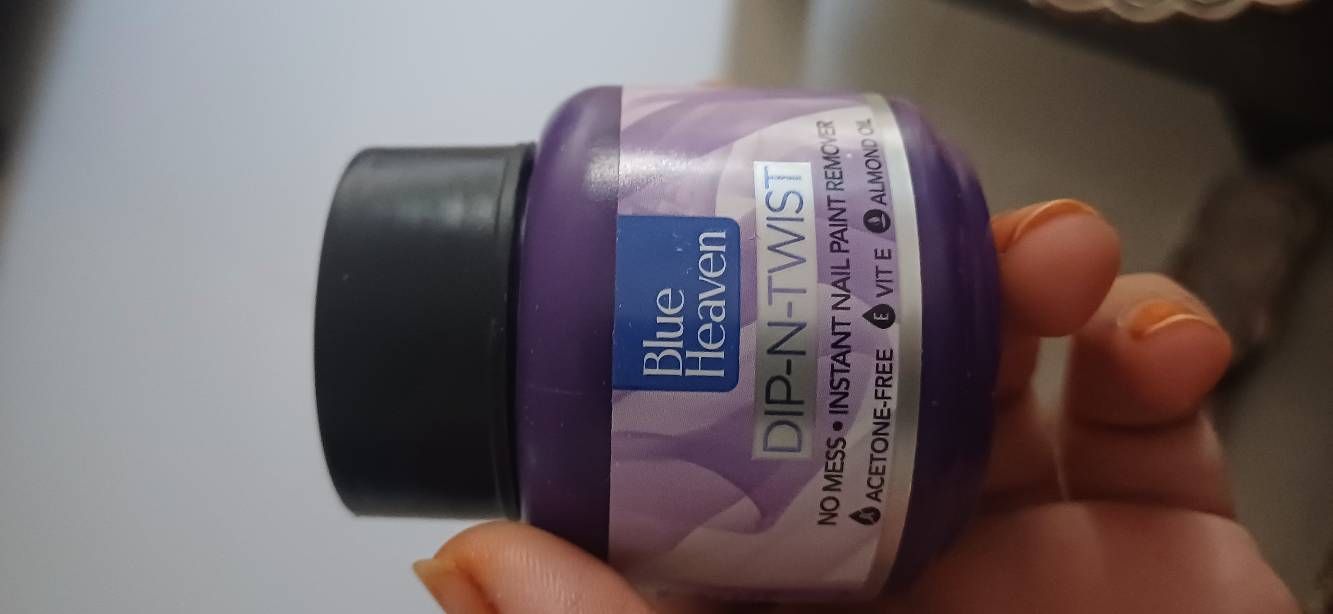 Blue
Heaven
DIP-N-TWIST
NO MESS • INSTANT NAIL PAINT REMOVER
ACETONE-FREE E VIT E ALMOND OIL